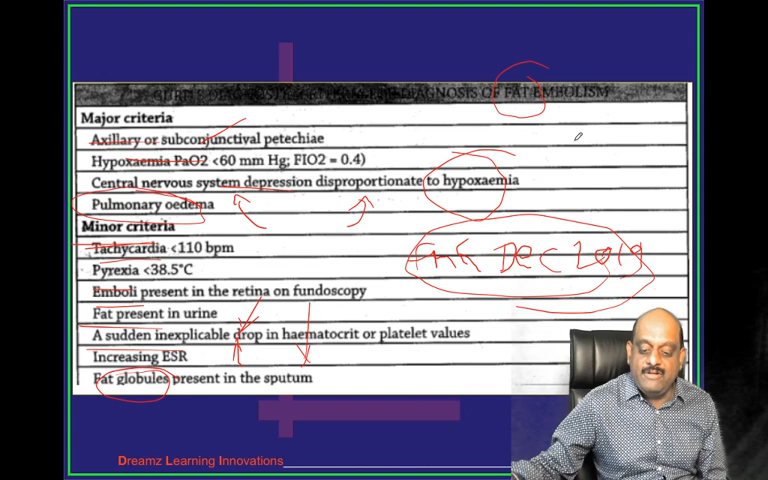 DIAGNOSIS OF FAT EMBOLISM
Major criteria
Axillary or subconjunctival petechiae
Hypoxaemia PaO2 <60 mm Hg; FIO2 = 0.4)
Central nervous system depression disproportionate to hypoxaemia
Pulmonary oedema
Minor criteria
Tachycardia <110 bpm
Pyrexia <38.5°C
Emboli present in the retina on fundoscopy
Fat present in urine
A sudden inexplicable drop in haematocrit or platelet values
Increasing ESR
Fat globules present in the sputum
DEC 2019
Dreamz Learning Innovations